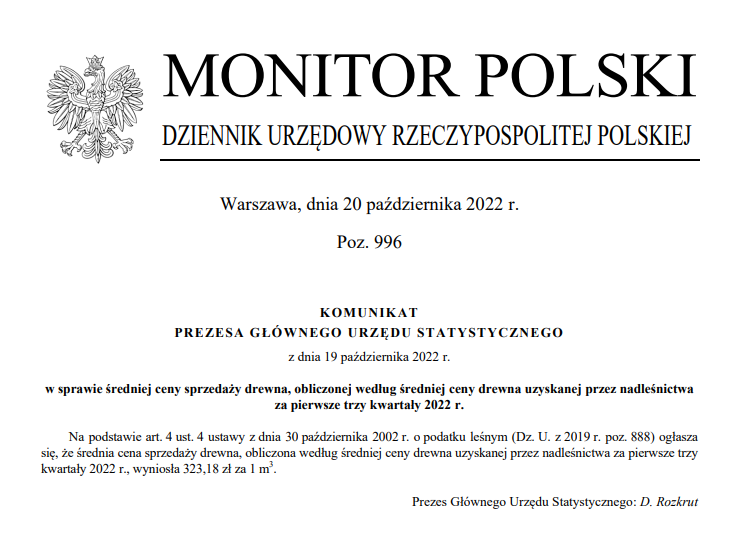 MONITOR POLSKI
DZIENNIK URZĘDOWY RZECZYPOSPOLITEJ POLSKIEJ
Warszawa, dnia 20 października 2022 r.
Poz. 996
KOMUNIKAT
PREZESA GŁÓWNEGO URZĘDU STATYSTYCZNEGO
z dnia 19 października 2022 r.
w sprawie średniej ceny sprzedaży drewna, obliczonej według średniej ceny drewna uzyskanej przez nadleśnictwa
za pierwsze trzy kwartały 2022 r.
Na podstawie art. 4 ust. 4 ustawy z dnia 30 października 2002 r. o podatku leśnym (Dz. U. z 2019 r. poz. 888) ogłasza
się, że średnia cena sprzedaży drewna, obliczona według średniej ceny drewna uzyskanej przez nadleśnictwa za pierwsze trzy
kwartały 2022 r., wyniosła 323,18 zł za 1 m³.
Prezes Głównego Urzędu Statystycznego: D. Rozkrut